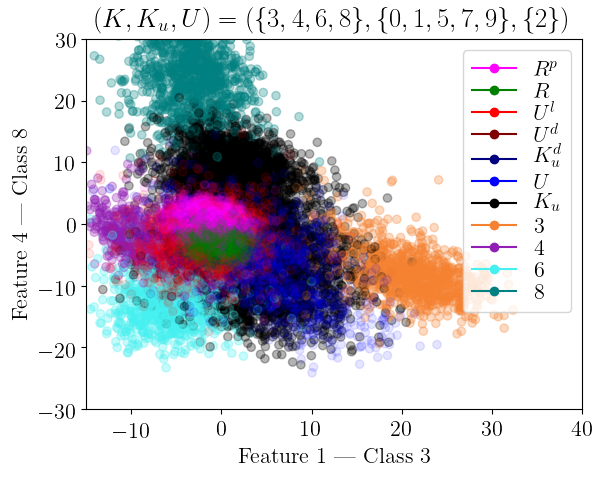 (K, K_u, U) = ({3, 4, 6, 8}, {0, 1, 5, 7, 9}, {2})
30
20
10
0
−10
−20
−30
Feature 4 — Class 8
R^p
R
U^l
U^d
K_u^d
U
K_u
3
4
6
8
−10
0
10
20
30
40
Feature 1 — Class 3